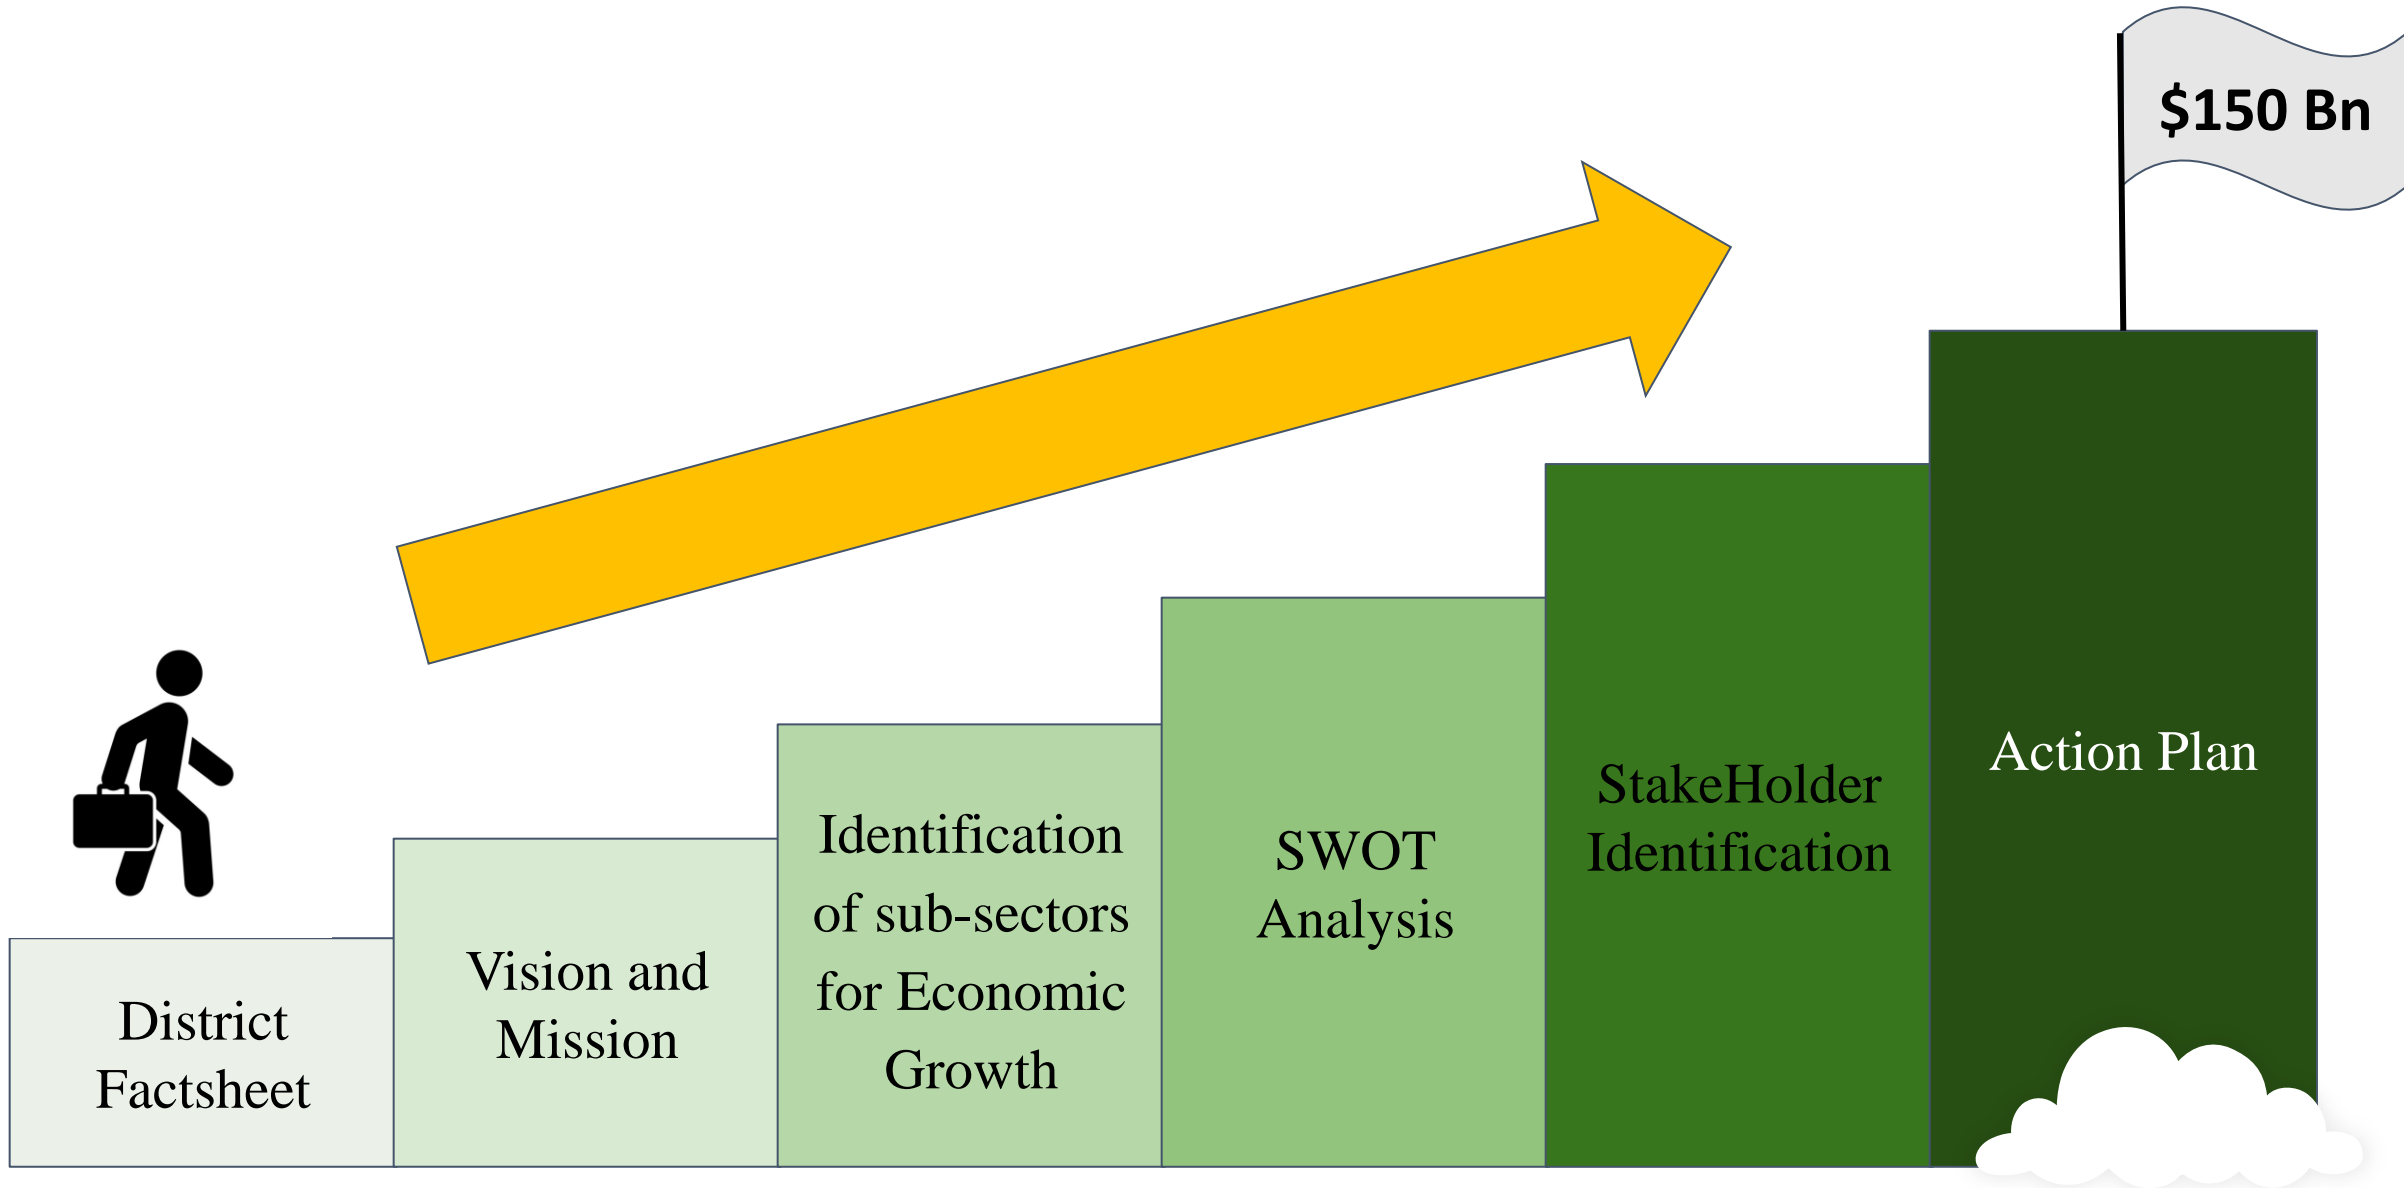 $150 Bn
District
Factsheet
Vision and
Mission
Identification
of sub-sectors
for Economic
Growth
SWOT
Analysis
StakeHolder
Identification
Action Plan